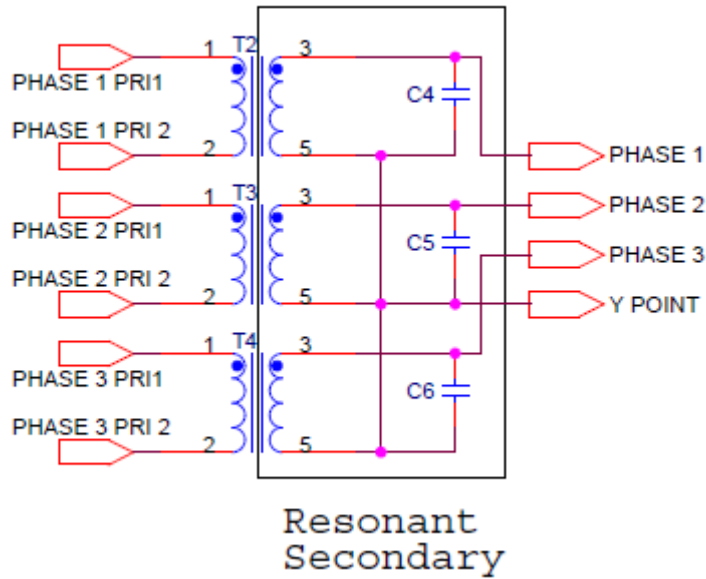 1 T2 3
PHASE 1 PRI1
C4
PHASE 1 PRI 2
2 5
PHASE 1
1 T3 3
PHASE 2
PHASE 2 PRI1
C5
PHASE 3
PHASE 2 PRI 2
2 5
Y POINT
1 T4 3
PHASE 3 PRI1
C6
PHASE 3 PRI 2
2 5
Resonant
Secondary